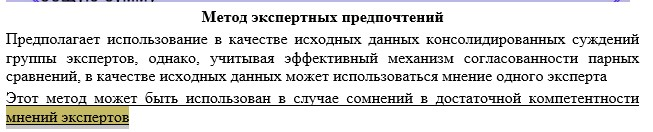 Метод экспертных предпочтений
Предполагает использование в качестве исходных данных консолидированных суждений
группы экспертов, однако, учитывая эффективный механизм согласованности парных
сравнений, в качестве исходных данных может использоваться мнение одного эксперта
Этот метод может быть использован в случае сомнений в достаточной компетентности
мнений экспертов